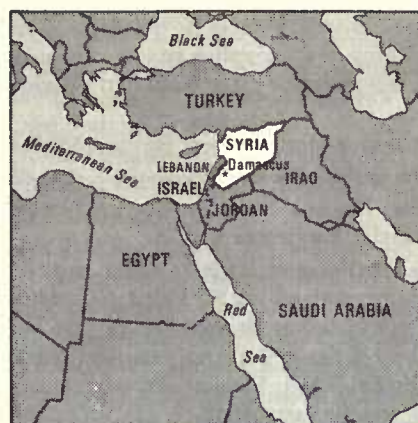 Black Sea
TURKEY
Mediterranean Sea
SYRIA
LEBANON
Damascus
ISRAEL
IRAQ
JORDAN
EGYPT
Red
Sea
SAUDI ARABIA